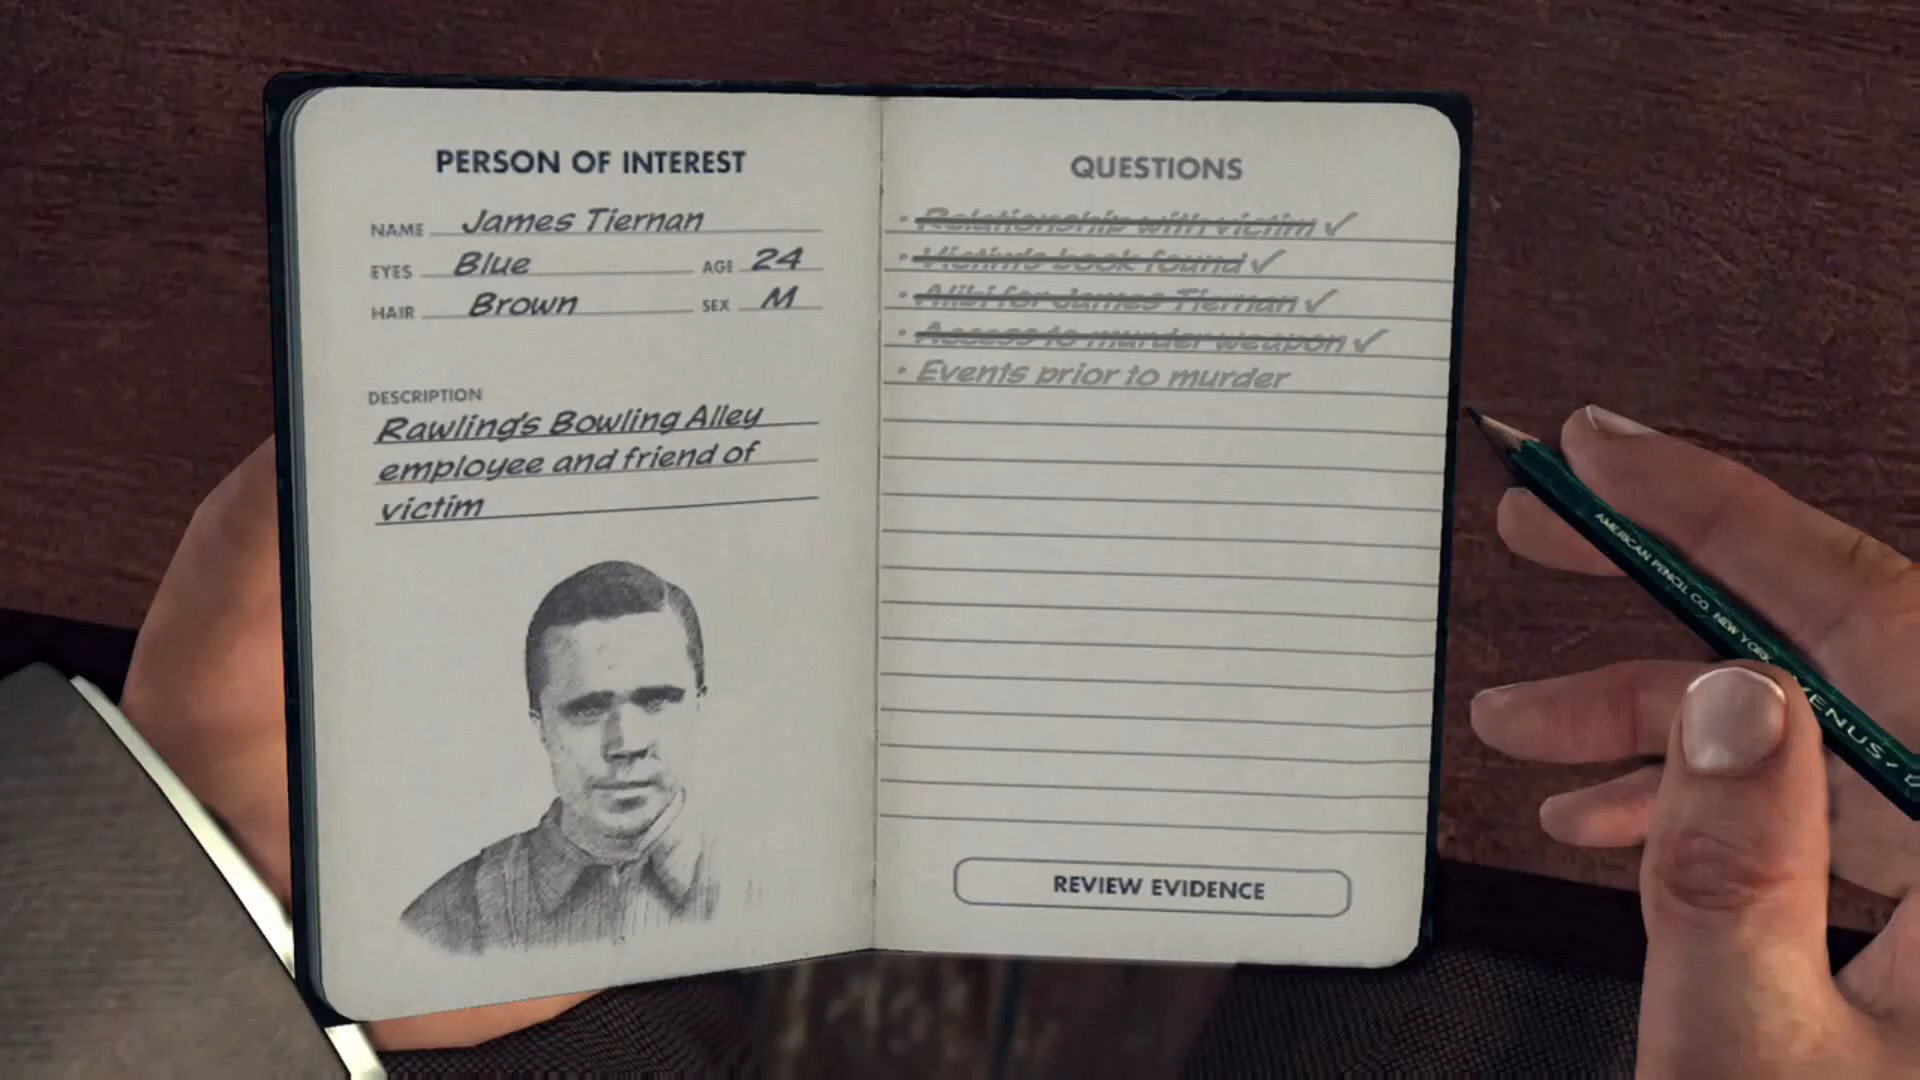 PERSON OF INTEREST
NAME James Tiernan
EYES Blue AGE 24
HAIR Brown SEX M
DESCRIPTION
Rawling's Bowling Alley
employee and friend of
victim
QUESTIONS
• Relationship with victim ✓
• Victim's book found ✓
• Alibi for James Tiernan ✓
• Access to murder weapon ✓
• Events prior to murder
REVIEW EVIDENCE
AMERICAN PENCIL CO. NEW YORK
VENUS